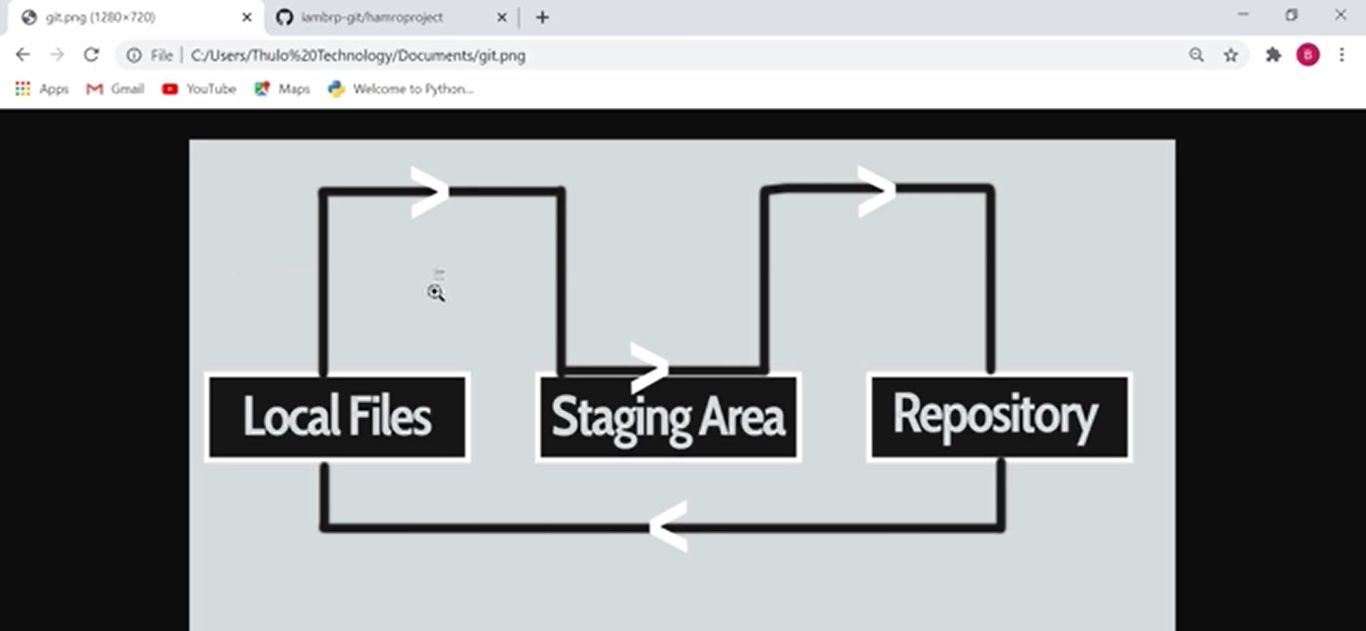 git.png (1280×720)
iambrp-git/hamroproject
File | C:/Users/Thulo%20Technology/Documents/git.png
B
Apps Gmail YouTube Maps Welcome to Python...
> >
>
Local Files Staging Area Repository
<